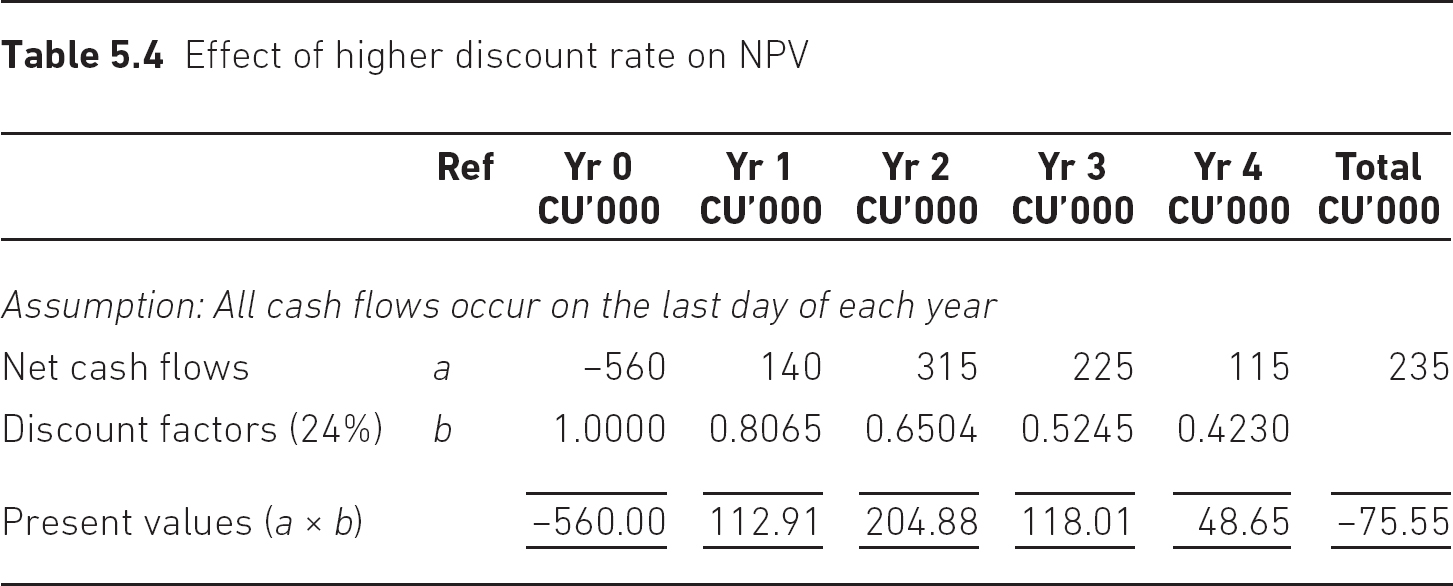 Table 5.4 Effect of higher discount rate on NPV
Ref Yr 0 Yr 1 Yr 2 Yr 3 Yr 4 Total
CU’000 CU’000 CU’000 CU’000 CU’000 CU’000
Assumption: All cash flows occur on the last day of each year
Net cash flows a –560 140 315 225 115 235
Discount factors (24%) b 1.0000 0.8065 0.6504 0.5245 0.4230
Present values (a × b) –560.00 112.91 204.88 118.01 48.65 –75.55